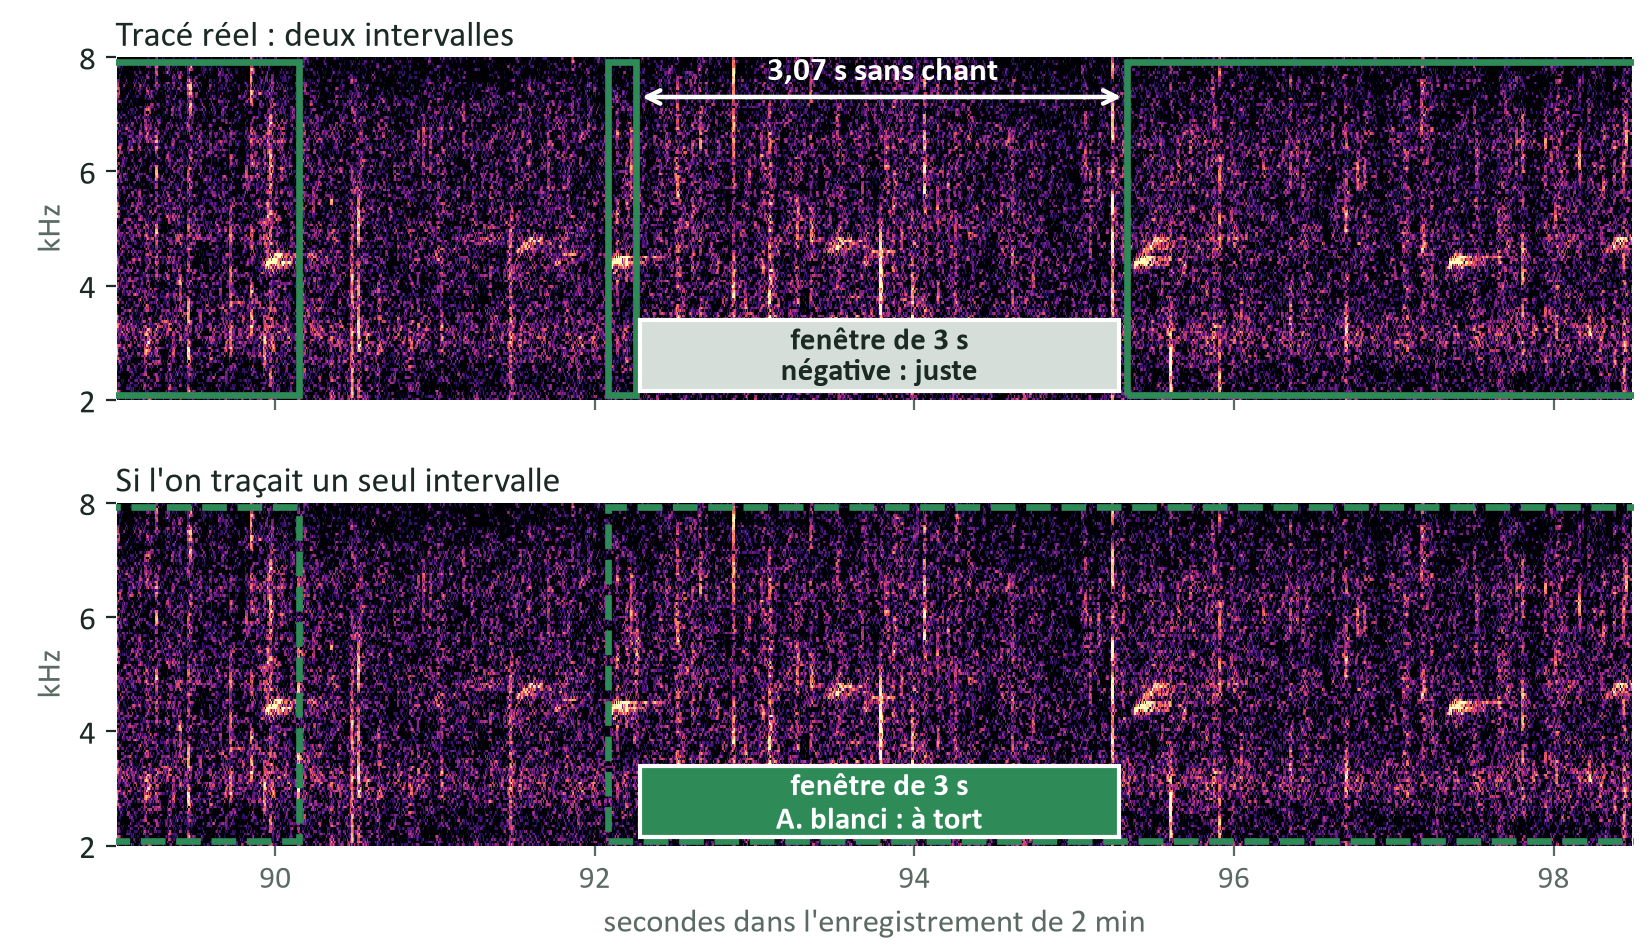 Tracé réel : deux intervalles
8
3,07 s sans chant
6
kHz
4
fenêtre de 3 s
négative : juste
2
Si l'on traçait un seul intervalle
8
6
kHz
4
fenêtre de 3 s
A. blanci : à tort
2
90 92 94 96 98
secondes dans l'enregistrement de 2 min